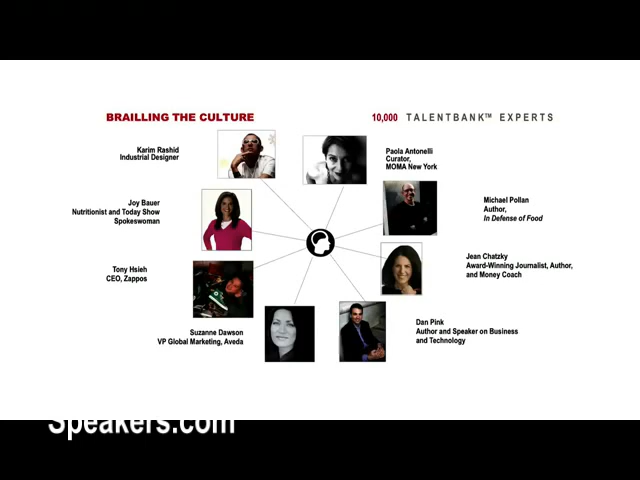 BRAILLING THE CULTURE
10,000 TALENTBANK™ EXPERTS
Karim Rashid
Industrial Designer
Paola Antonelli
Curator,
MOMA New York
Joy Bauer
Nutritionist and Today Show
Spokeswoman
Michael Pollan
Author,
In Defense of Food
Tony Hsieh
CEO, Zappos
Jean Chatzky
Award-Winning Journalist, Author,
and Money Coach
Suzanne Dawson
VP Global Marketing, Aveda
Dan Pink
Author and Speaker on Business
and Technology
Speakers.com